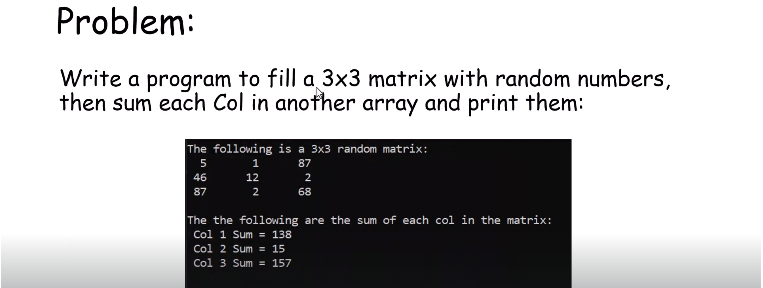 Problem:
Write a program to fill a 3x3 matrix with random numbers,
then sum each Col in another array and print them:
The following is a 3x3 random matrix:
5 1 87
46 12 2
87 2 68
The the following are the sum of each col in the matrix:
Col 1 Sum = 138
Col 2 Sum = 15
Col 3 Sum = 157